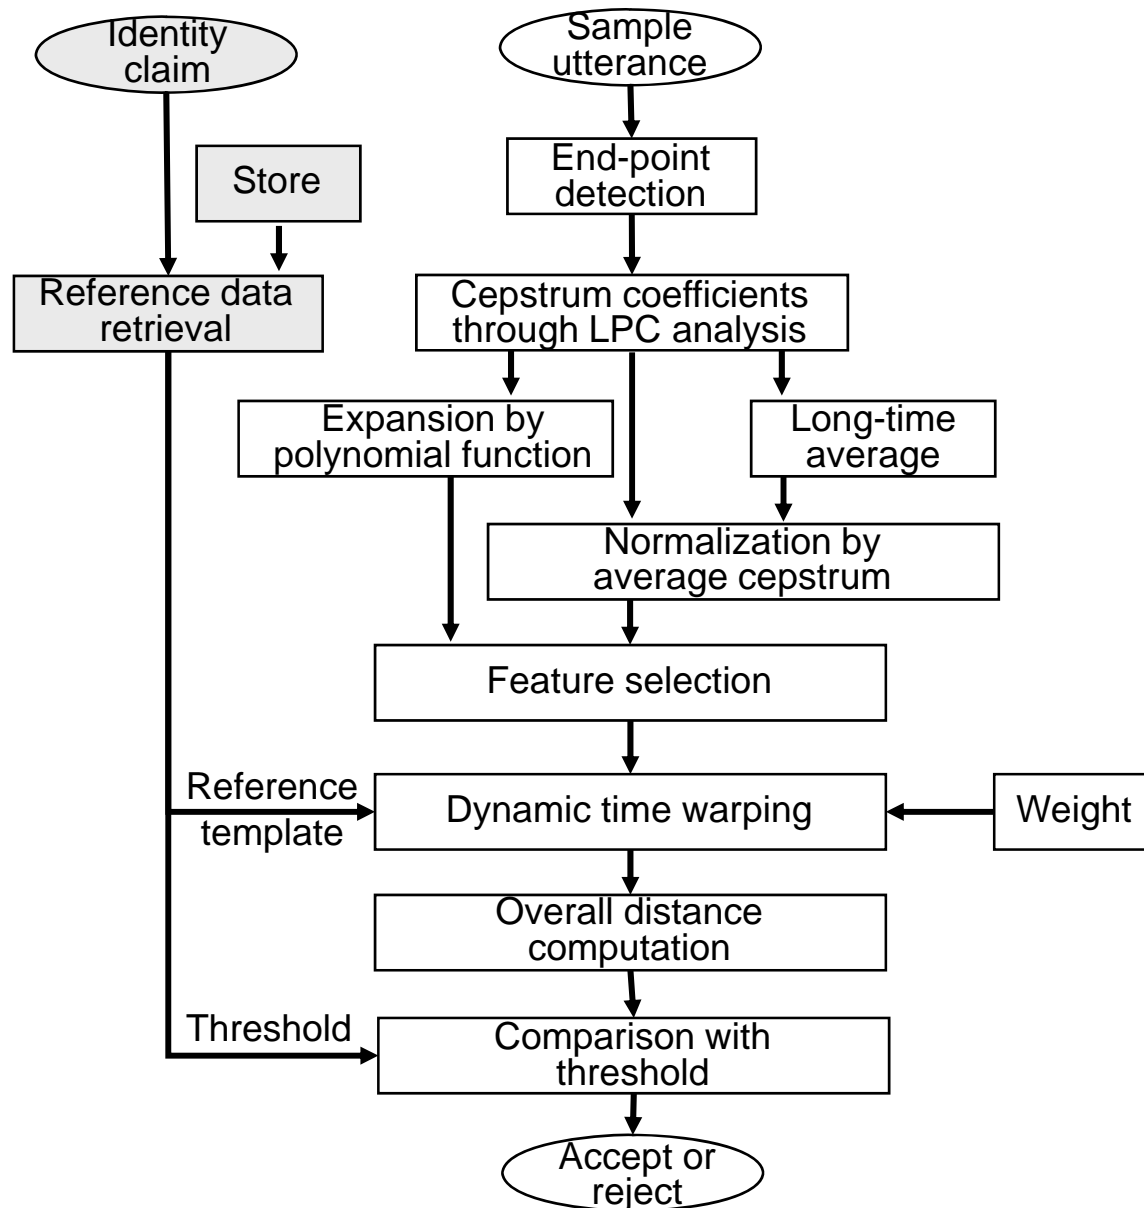 Identity
claim
Sample
utterance
Store
End-point
detection
Reference data
retrieval
Cepstrum coefficients
through LPC analysis
Expansion by
polynomial function
Long-time
average
Normalization by
average cepstrum
Feature selection
Reference
template
Dynamic time warping
Weight
Overall distance
computation
Threshold
Comparison with
threshold
Accept or
reject